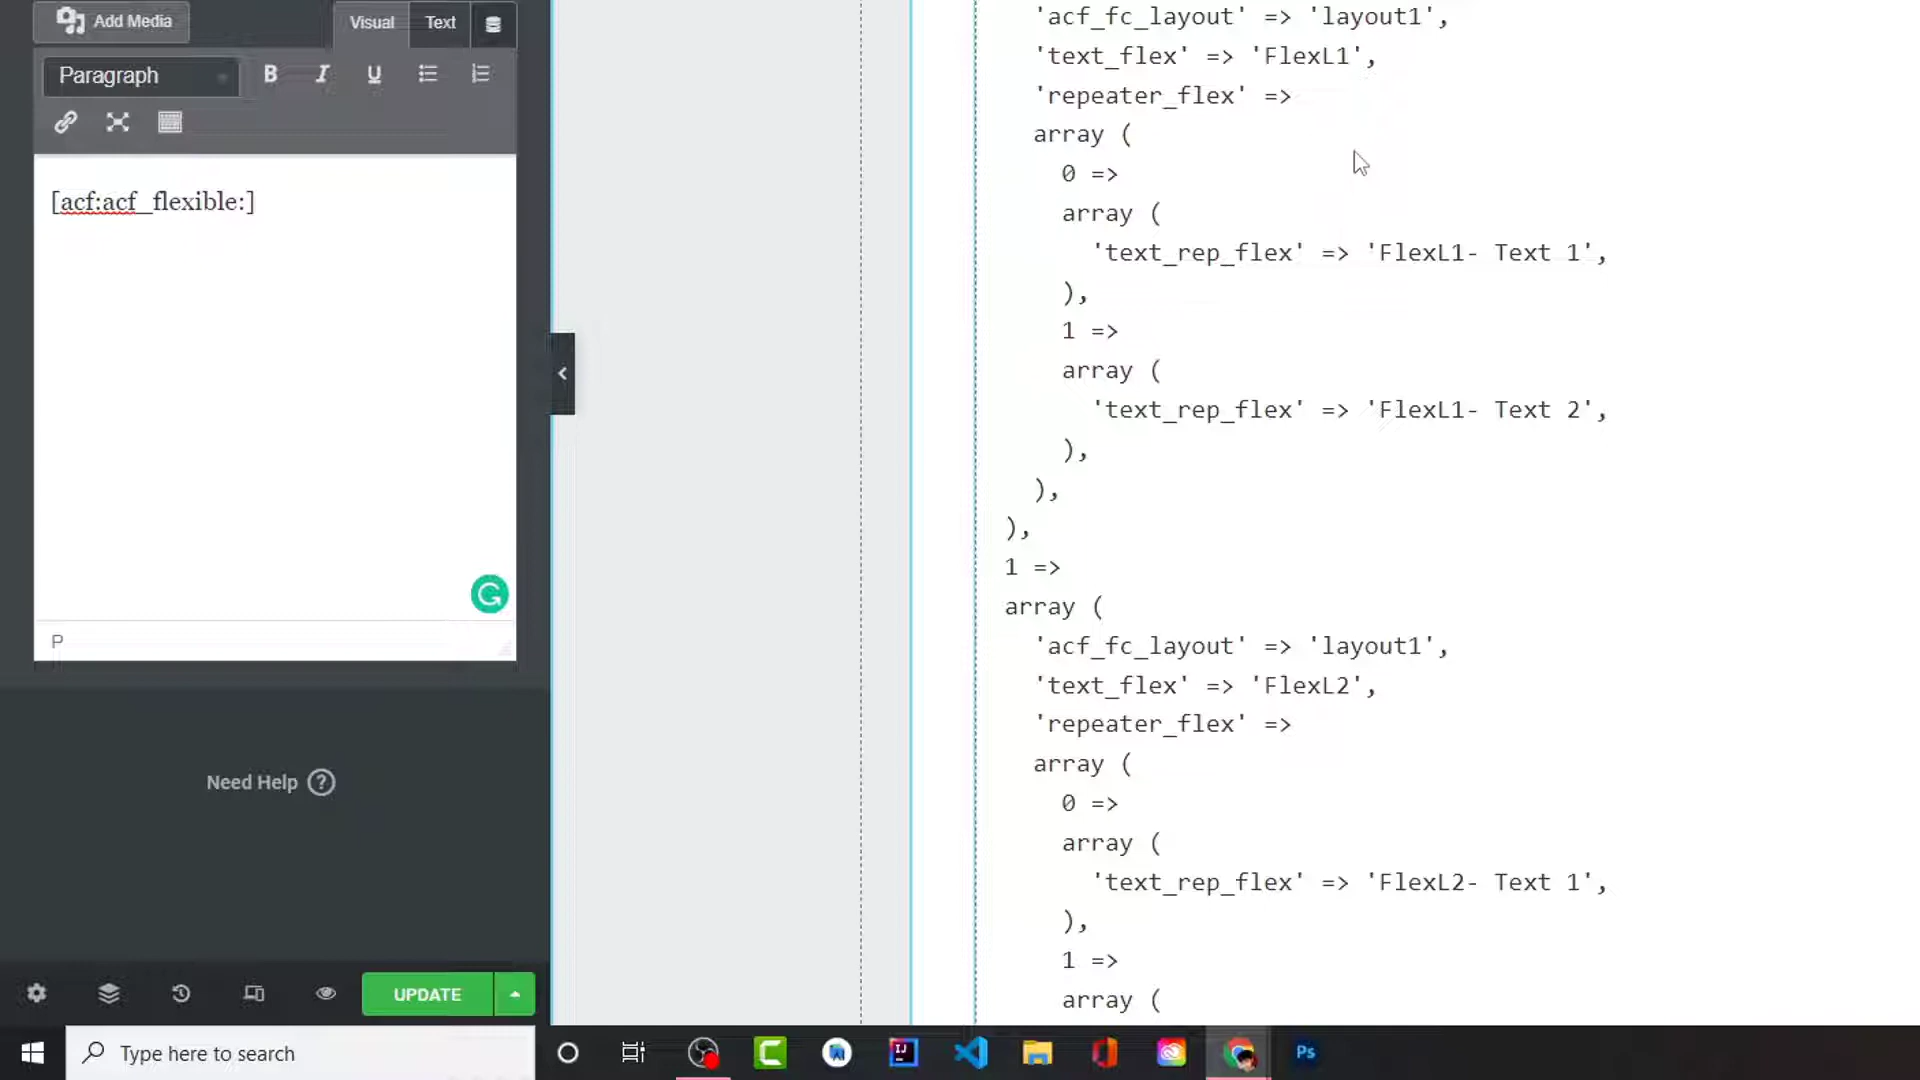 Add Media
Visual
Text
Paragraph
B
I
U
[acf:acf_flexible:]
P
Need Help
UPDATE
'acf_fc_layout' => 'layout1',
'text_flex' => 'FlexL1',
'repeater_flex' =>
array (
0 =>
array (
'text_rep_flex' => 'FlexL1- Text 1',
),
1 =>
array (
'text_rep_flex' => 'FlexL1- Text 2',
),
),
),
1 =>
array (
'acf_fc_layout' => 'layout1',
'text_flex' => 'FlexL2',
'repeater_flex' =>
array (
0 =>
array (
'text_rep_flex' => 'FlexL2- Text 1',
),
1 =>
array (
Type here to search
IJ
Ps